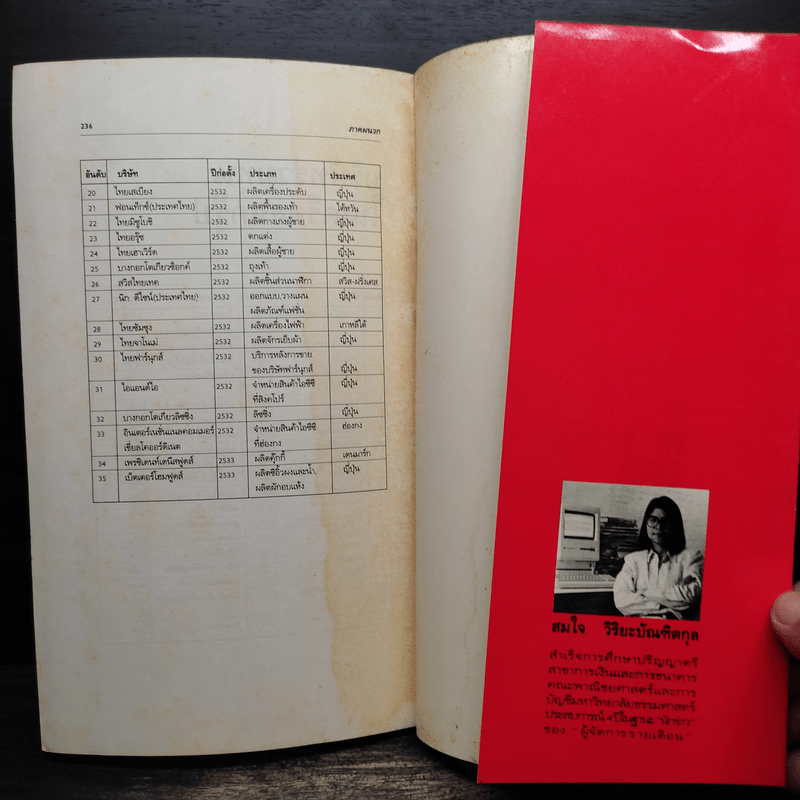 236 ภาคผนวก
อันดับ บริษัท ปีก่อตั้ง ประเภท ประเทศ
20 ไทยเสเบียง 2532 ผลิตเครื่องประดับ ญี่ปุ่น
21 ฟอนเท็กซ์(ประเทศไทย) 2532 ผลิตพื้นรองเท้า ไต้หวัน
22 ไทยมิซูโบชิ 2532 ผลิตกางเกงผู้ชาย ญี่ปุ่น
23 ไทยอรุ๊ซ 2532 ตกแต่ง ญี่ปุ่น
24 ไทยเฮาเวิร์ด 2532 ผลิตเสื้อผู้ชาย ญี่ปุ่น
25 บางกอกโตเกียวซ็อกค์ 2532 ถุงเท้า ญี่ปุ่น
26 สวิสไทยเทค 2532 ผลิตชิ้นส่วนนาฬิกา สวิส-ฝรั่งเศส
27 นิก ดีไซน์(ประเทศไทย) 2532 ออกแบบ,วางแผน ญี่ปุ่น
ผลิตภัณฑ์แฟชั่น
28 ไทยซัมซุง 2532 ผลิตเครื่องไฟฟ้า เกาหลีใต้
29 ไทยจาโนเม่ 2532 ผลิตจักรเย็บผ้า ญี่ปุ่น
30 ไทยฟาร์นุกส์ 2532 บริการหลังการขาย
ของบริษัทฟาร์นุกส์ ญี่ปุ่น
31 ไอแอนด์ไอ 2532 จำหน่ายสินค้าไอซีซี ญี่ปุ่น
ที่สิงคโปร์
32 บางกอกโตเกียวลิซซิ่ง 2532 ลิซซิ่ง ญี่ปุ่น
33 อินเตอร์เนชั่นแนลคอมเมอร์ 2532 จำหน่ายสินค้าไอซีซี ฮ่องกง
เชี่ยลโคออร์ดิเนต ที่ฮ่องกง
34 เพรซิเดนท์เดนีสฟูดส์ 2533 ผลิตคุ๊กกี้ เดนมาร์ก
35 เบ็ตเตอร์โฮมฟูดส์ 2533 ผลิตซิอิ้วผงและน้ำ, ญี่ปุ่น
ผลิตผักอบแห้ง
สมใจ วิริยะบัณฑิตกุล
สำเร็จการศึกษาปริญญาตรี
สาขาการเงินและการธนาคาร
คณะพาณิชยศาสตร์และการ
บัญชีมหาวิทยาลัยธรรมศาสตร์
ประสบการณ์ 4 ปีในฐานะ "นักข่าว"
ของ "ผู้จัดการรายเดือน"